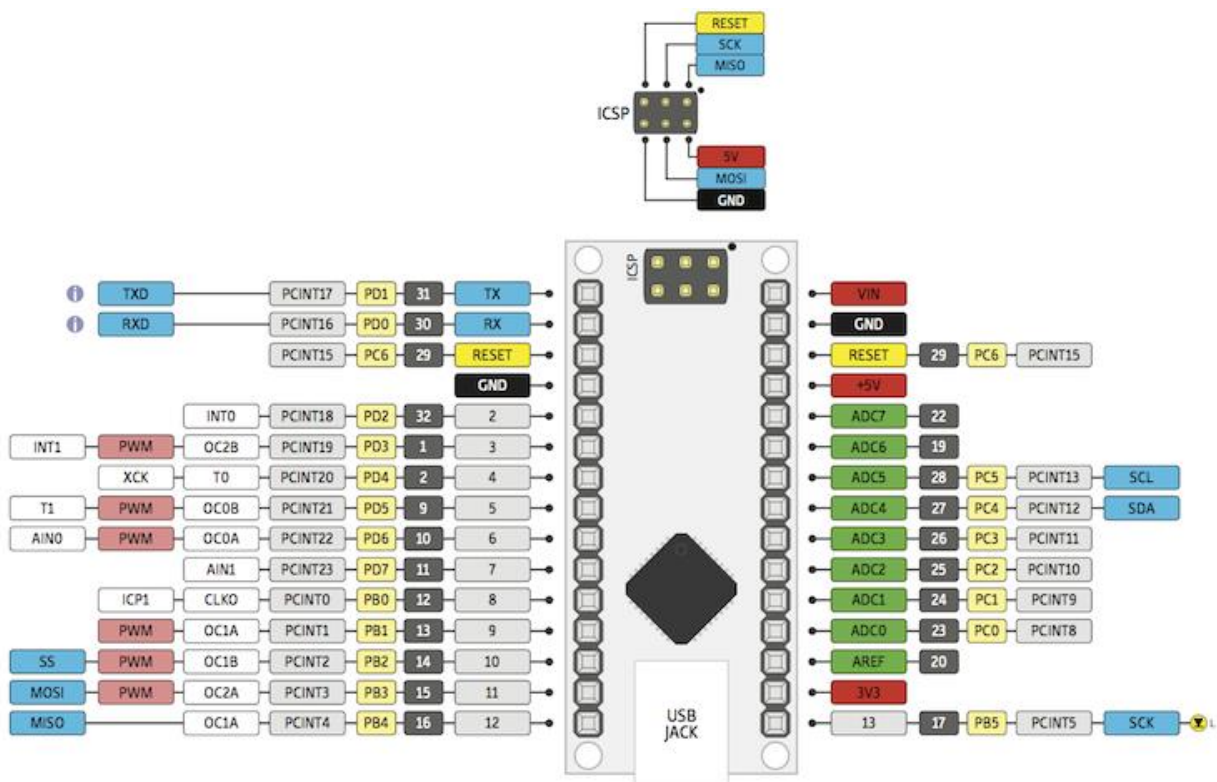 RESET
SCK
MISO
ICSP
5V
MOSI
GND
ICSP
TXD PCINT17 PD1 31 TX VIN
RXD PCINT16 PD0 30 RX GND
PCINT15 PC6 29 RESET RESET 29 PC6 PCINT15
GND +5V
INT0 PCINT18 PD2 32 2 ADC7 22
INT1 PWM OC2B PCINT19 PD3 1 3 ADC6 19
XCK T0 PCINT20 PD4 2 4 ADC5 28 PC5 PCINT13 SCL
T1 PWM OC0B PCINT21 PD5 9 5 ADC4 27 PC4 PCINT12 SDA
AIN0 PWM OC0A PCINT22 PD6 10 6 ADC3 26 PC3 PCINT11
AIN1 PCINT23 PD7 11 7 ADC2 25 PC2 PCINT10
ICP1 CLKO PCINT0 PB0 12 8 ADC1 24 PC1 PCINT9
PWM OC1A PCINT1 PB1 13 9 ADC0 23 PC0 PCINT8
SS PWM OC1B PCINT2 PB2 14 10 AREF 20
MOSI PWM OC2A PCINT3 PB3 15 11 3V3
MISO OC1A PCINT4 PB4 16 12 13 17 PB5 PCINT5 SCK L
USB
JACK